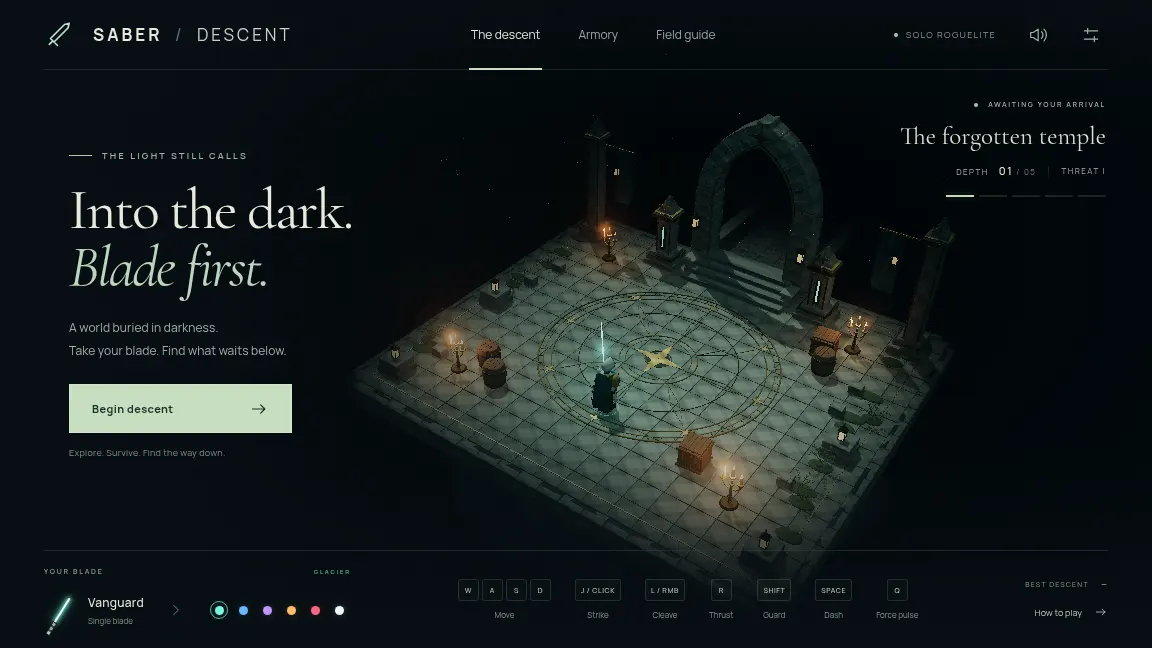 SABER / DESCENT
The descent
Armory
Field guide
SOLO ROGUELITE
AWAITING YOUR ARRIVAL
The forgotten temple
DEPTH 01 / 05 THREAT I
THE LIGHT STILL CALLS
Into the dark.
Blade first.
A world buried in darkness.
Take your blade. Find what waits below.
Begin descent
Explore. Survive. Find the way down.
YOUR BLADE
GLACIER
Vanguard
Single blade
W A S D
Move
J / CLICK
Strike
L / RMB
Cleave
R
Thrust
SHIFT
Guard
SPACE
Dash
Q
Force pulse
BEST DESCENT –
How to play